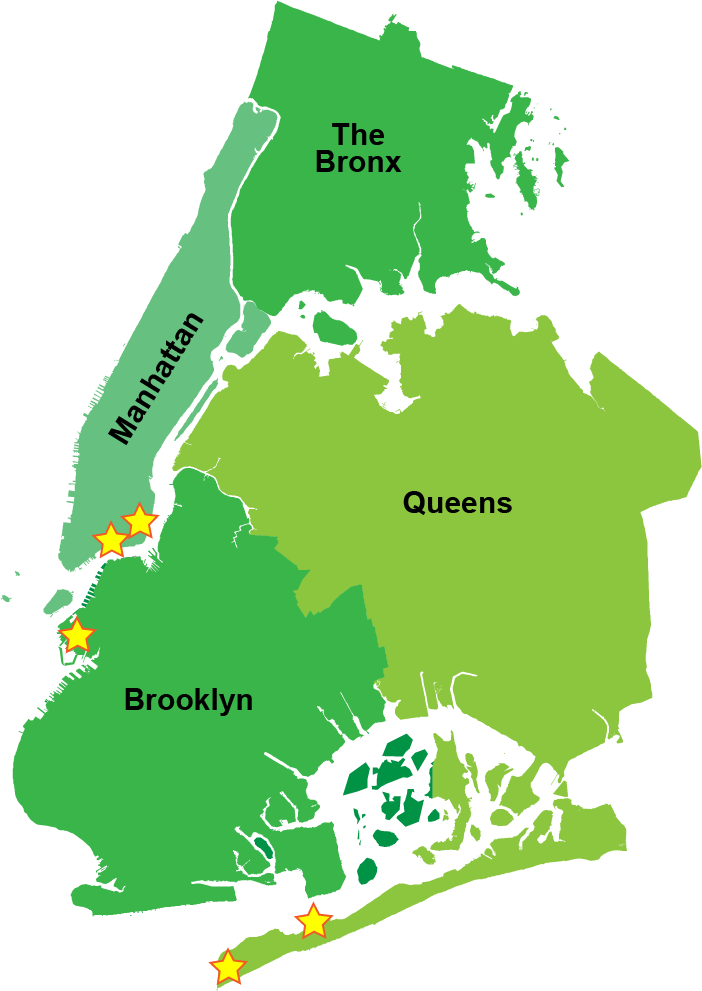 The
Bronx
Manhattan
Queens
Brooklyn